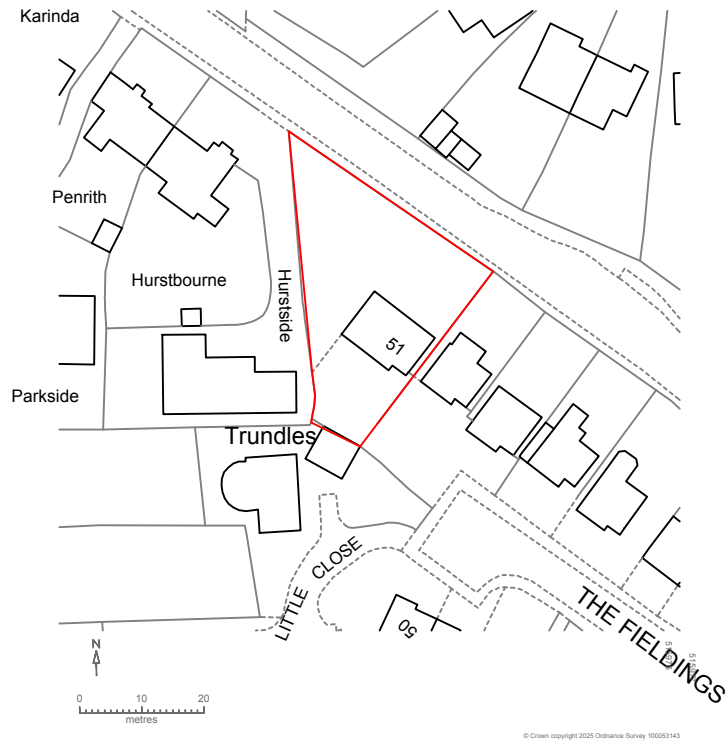 Karinda
Penrith
Hurstbourne
Hurstside
51
Parkside
Trundles
LITTLE CLOSE
50
THE FIELDINGS
N
0 10 20
metres
© Crown copyright 2025 Ordnance Survey 100053143